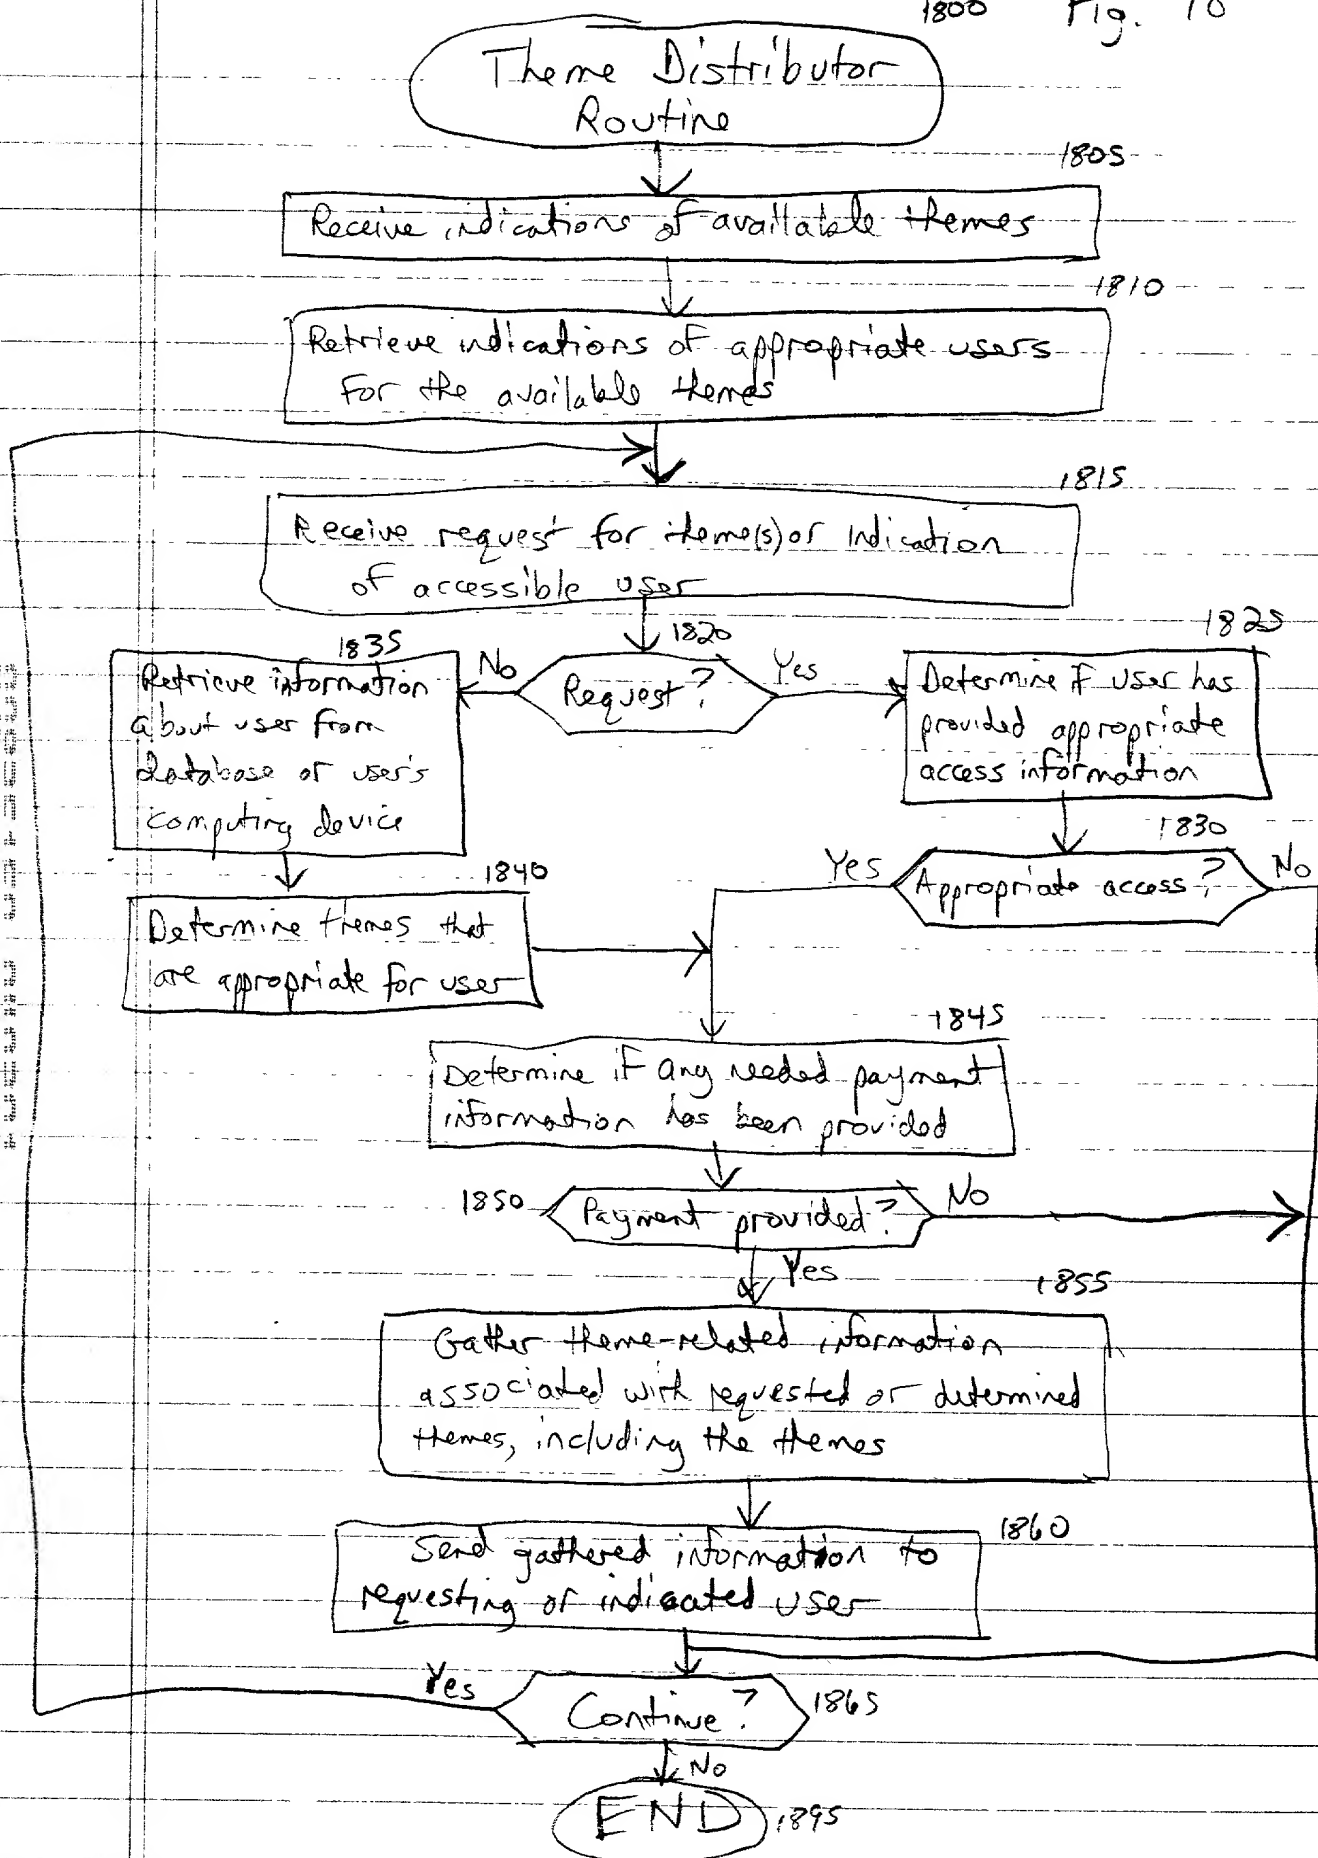 1800 Fig. 18
Theme Distributor
Routine
1805
Receive indications of available themes
1810
Retrieve indications of appropriate users
for the available themes
1815
Receive request for theme(s) or Indication
of accessible user
1820
Request?
No
Yes
1835
Retrieve information
about user from
database or user's
computing device
1825
Determine if user has
provided appropriate
access information
1830
Appropriate access?
Yes
No
1840
Determine themes that
are appropriate for user
1845
Determine if any needed payment
information has been provided
1850
Payment provided?
No
Yes
1855
Gather theme-related information
associated with requested or determined
themes, including the themes
1860
Send gathered information to
requesting or indicated user
Yes
Continue?
1865
No
END
1895